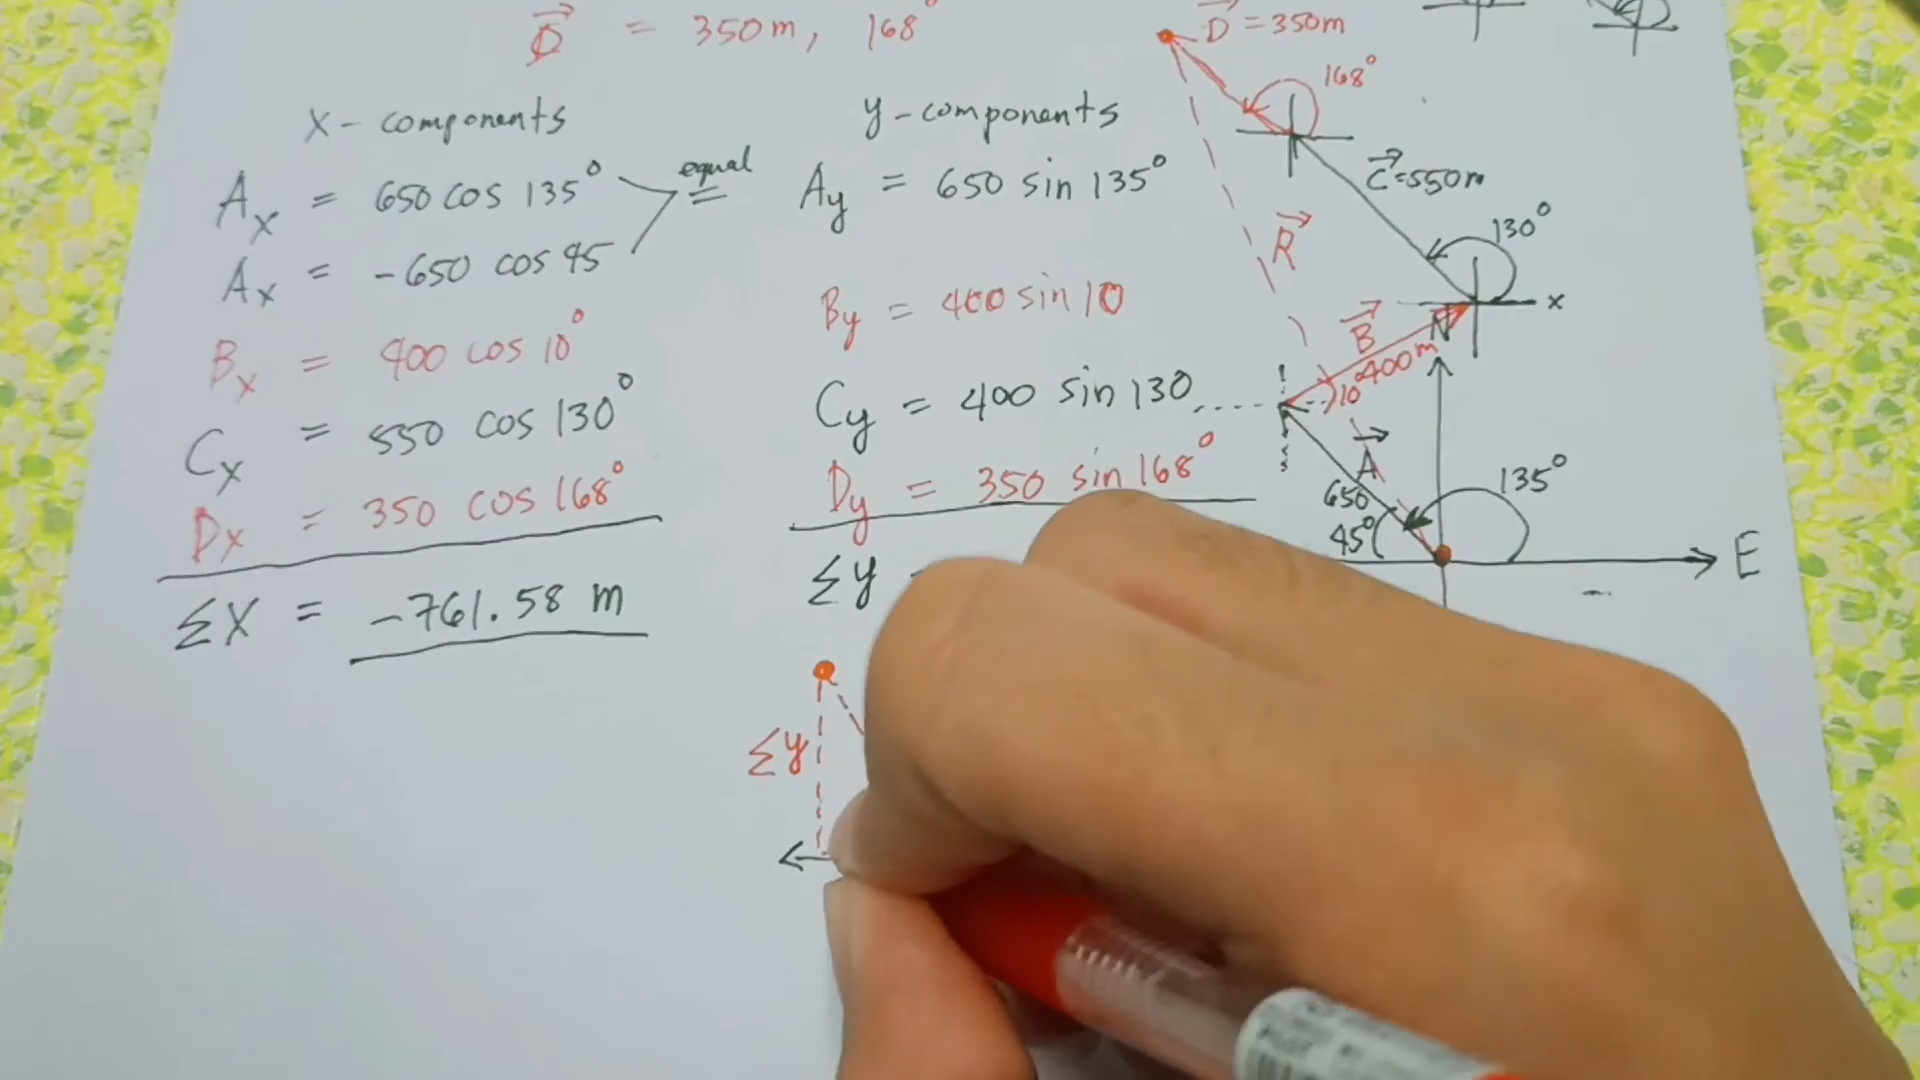 D⃗ = 350m, 168°
x - components
Ax = 650 cos 135°
equal
=
Ax = -650 cos 45
Bx = 400 cos 10°
Cx = 550 cos 130°
Dx = 350 cos 168°
ΣX = -761.58 m
y - components
Ay = 650 sin 135°
By = 400 sin 10
Cy = 400 sin 130
Dy = 350 sin 168°
Σy
Σy
D⃗ = 350m
168°
C⃗ = 550m
130°
x
R⃗
B⃗
N
400m
10°
A⃗
650
45°
135°
E